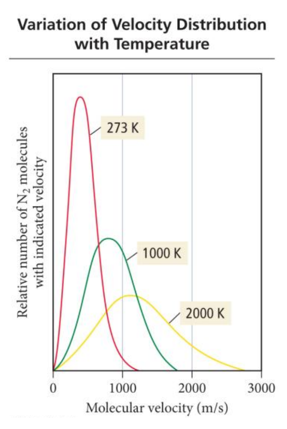 Variation of Velocity Distribution
with Temperature
Relative number of N₂ molecules
with indicated velocity
273 K
1000 K
2000 K
0 1000 2000 3000
Molecular velocity (m/s)